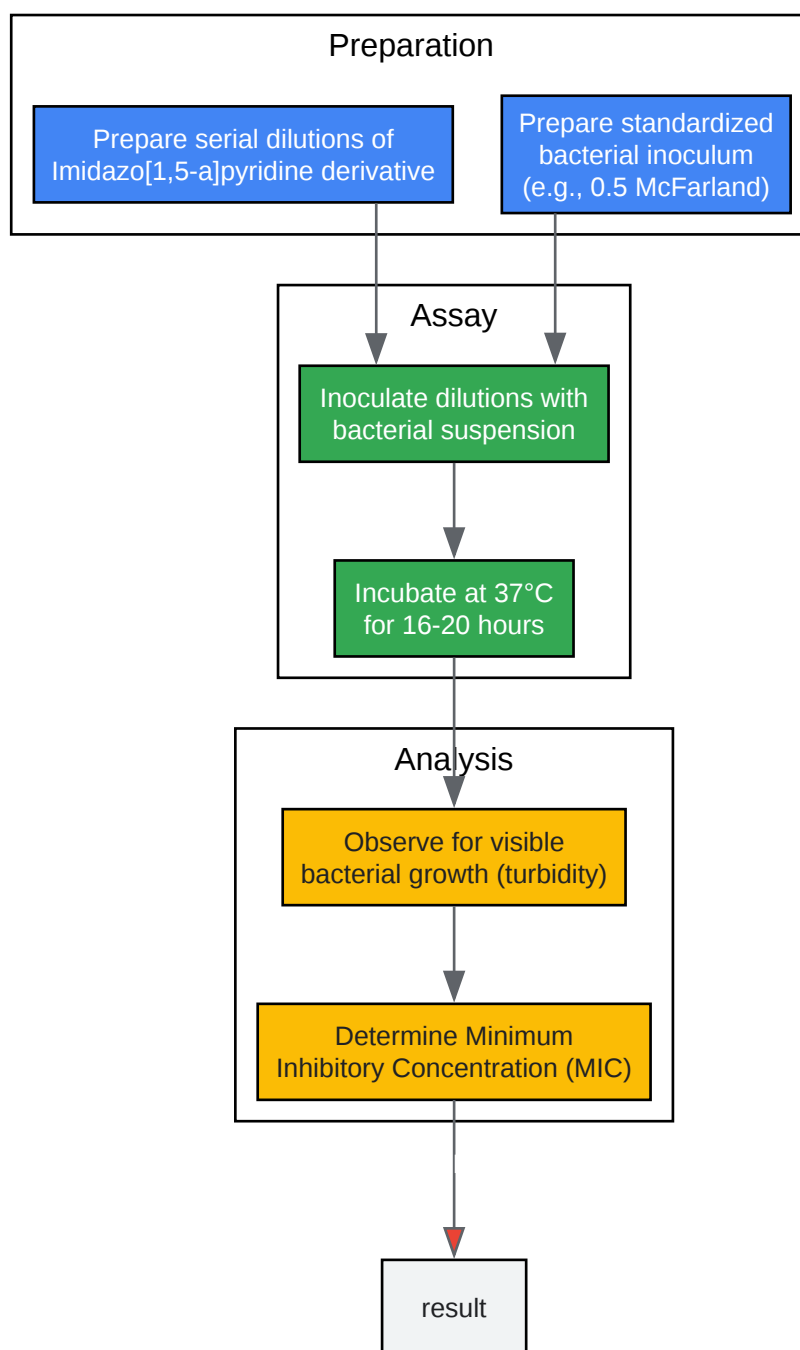 Preparation
Prepare serial dilutions of
Imidazo[1,5-a]pyridine derivative
Prepare standardized
bacterial inoculum
(e.g., 0.5 McFarland)
Assay
Inoculate dilutions with
bacterial suspension
Incubate at 37°C
for 16-20 hours
Analysis
Observe for visible
bacterial growth (turbidity)
Determine Minimum
Inhibitory Concentration (MIC)
result